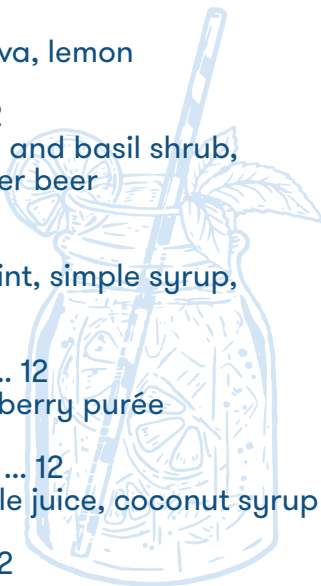 va, lemon
2
and basil shrub,
er beer
int, simple syrup,
.. 12
berry purée
... 12
le juice, coconut syrup
2